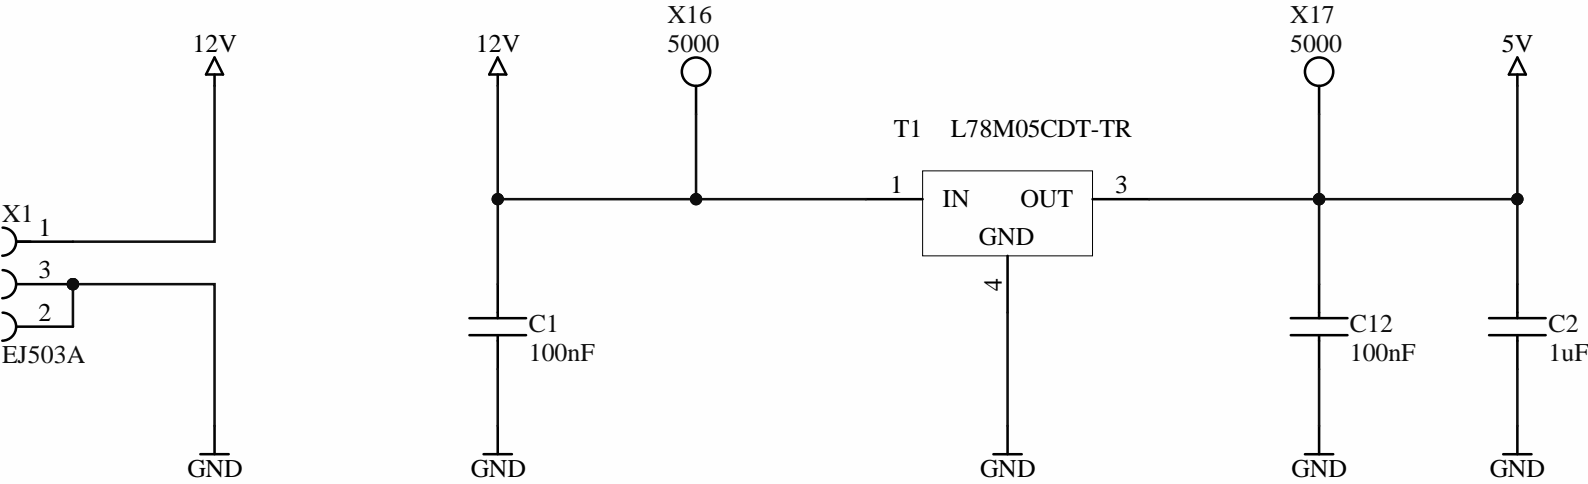 X16
5000
X17
5000
12V
12V
5V
T1 L78M05CDT-TR
X1
1
3
2
EJ503A
1
IN OUT
GND
3
4
C1
100nF
C12
100nF
C2
1uF
GND
GND
GND
GND
GND